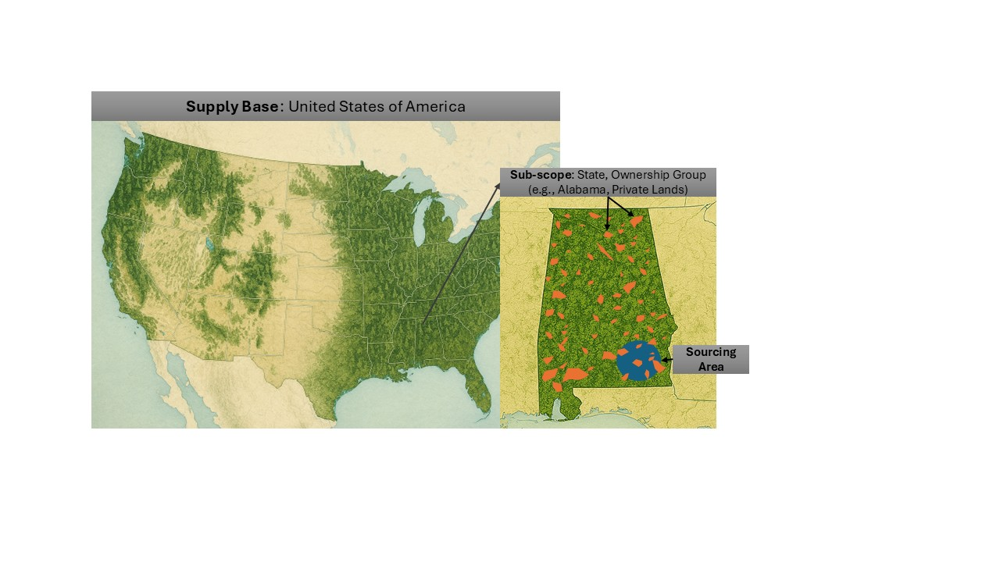 Supply Base: United States of America
Sub-scope: State, Ownership Group
(e.g., Alabama, Private Lands)
Sourcing
Area